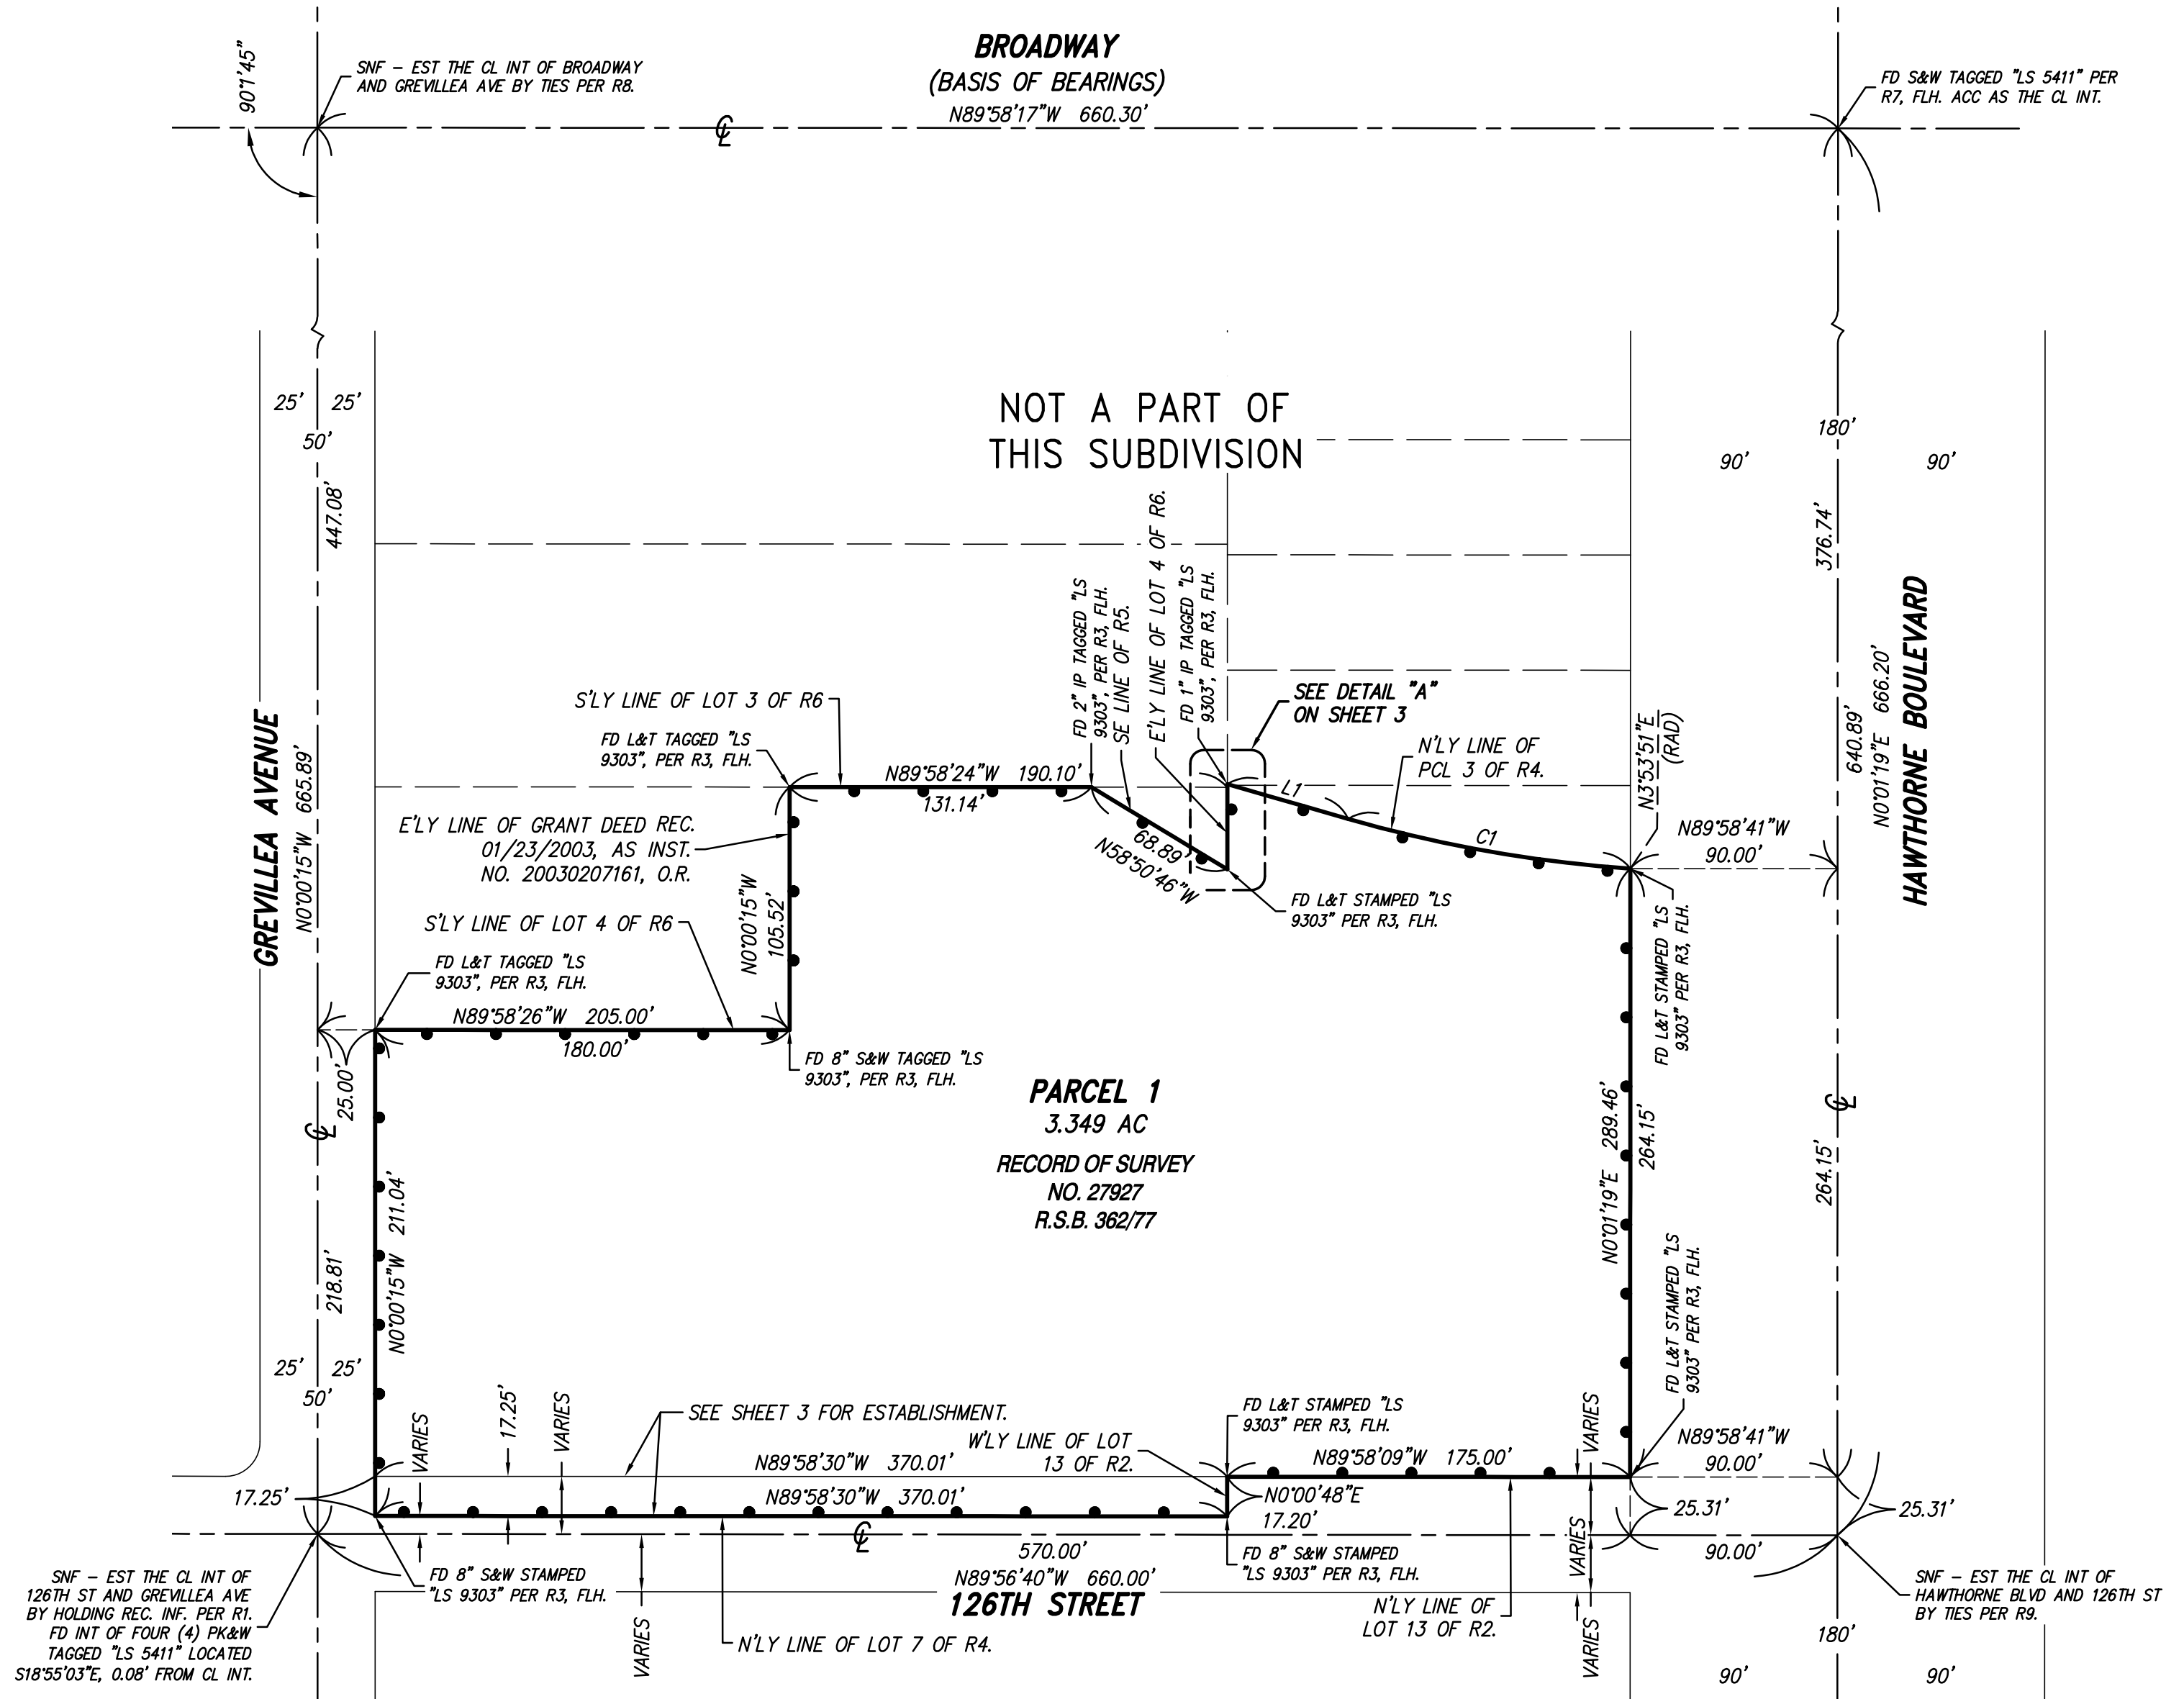 BROADWAY
(BASIS OF BEARINGS)
N89°58'17"W 660.30'
90°1'45"
SNF – EST THE CL INT OF BROADWAY
AND GREVILLEA AVE BY TIES PER R8.
FD S&W TAGGED "LS 5411" PER
R7, FLH. ACC AS THE CL INT.
25' 25'
50'
447.08'
N0°00'15"W 665.89'
GREVILLEA AVENUE
NOT A PART OF
THIS SUBDIVISION
180'
90' 90'
376.74'
640.89'
N0°01'19"E 666.20'
HAWTHORNE BOULEVARD
FD 2" IP TAGGED "LS
9303", PER R3, FLH.
SE LINE OF R5.
E'LY LINE OF LOT 4 OF R6.
FD 1" IP TAGGED "LS
9303", PER R3, FLH.
S'LY LINE OF LOT 3 OF R6
FD L&T TAGGED "LS
9303", PER R3, FLH.
N89°58'24"W 190.10'
131.14'
SEE DETAIL "A"
ON SHEET 3
N'LY LINE OF
PCL 3 OF R4.
N3°53'51"E
(RAD)
L1
C1
68.89'
N58°50'46"W
N89°58'41"W
90.00'
E'LY LINE OF GRANT DEED REC.
01/23/2003, AS INST.
NO. 20030207161, O.R.
N0°00'15"W
105.52'
FD L&T STAMPED "LS
9303" PER R3, FLH.
FD L&T STAMPED "LS
9303" PER R3, FLH.
S'LY LINE OF LOT 4 OF R6
FD L&T TAGGED "LS
9303", PER R3, FLH.
N89°58'26"W 205.00'
180.00'
25.00'
FD 8" S&W TAGGED "LS
9303", PER R3, FLH.
PARCEL 1
3.349 AC
RECORD OF SURVEY
NO. 27927
R.S.B. 362/77
N0°01'19"E 289.46'
264.15'
264.15'
N0°00'15"W 211.04'
218.81'
25' 25'
50'
FD L&T STAMPED "LS
9303" PER R3, FLH.
VARIES
17.25'
VARIES
SEE SHEET 3 FOR ESTABLISHMENT.
FD L&T STAMPED "LS
9303" PER R3, FLH.
VARIES
W'LY LINE OF LOT
13 OF R2.
N89°58'30"W 370.01'
N89°58'09"W 175.00'
N89°58'41"W
90.00'
17.25'
N89°58'30"W 370.01'
N0°00'48"E
17.20'
25.31'
25.31'
570.00'
90.00'
N89°56'40"W 660.00'
126TH STREET
FD 8" S&W STAMPED
"LS 9303" PER R3, FLH.
FD 8" S&W STAMPED
"LS 9303" PER R3, FLH.
VARIES
VARIES
VARIES
N'LY LINE OF
LOT 13 OF R2.
N'LY LINE OF LOT 7 OF R4.
SNF – EST THE CL INT OF
126TH ST AND GREVILLEA AVE
BY HOLDING REC. INF. PER R1.
FD INT OF FOUR (4) PK&W
TAGGED "LS 5411" LOCATED
S18°55'03"E, 0.08' FROM CL INT.
SNF – EST THE CL INT OF
HAWTHORNE BLVD AND 126TH ST
BY TIES PER R9.
180'
90' 90'